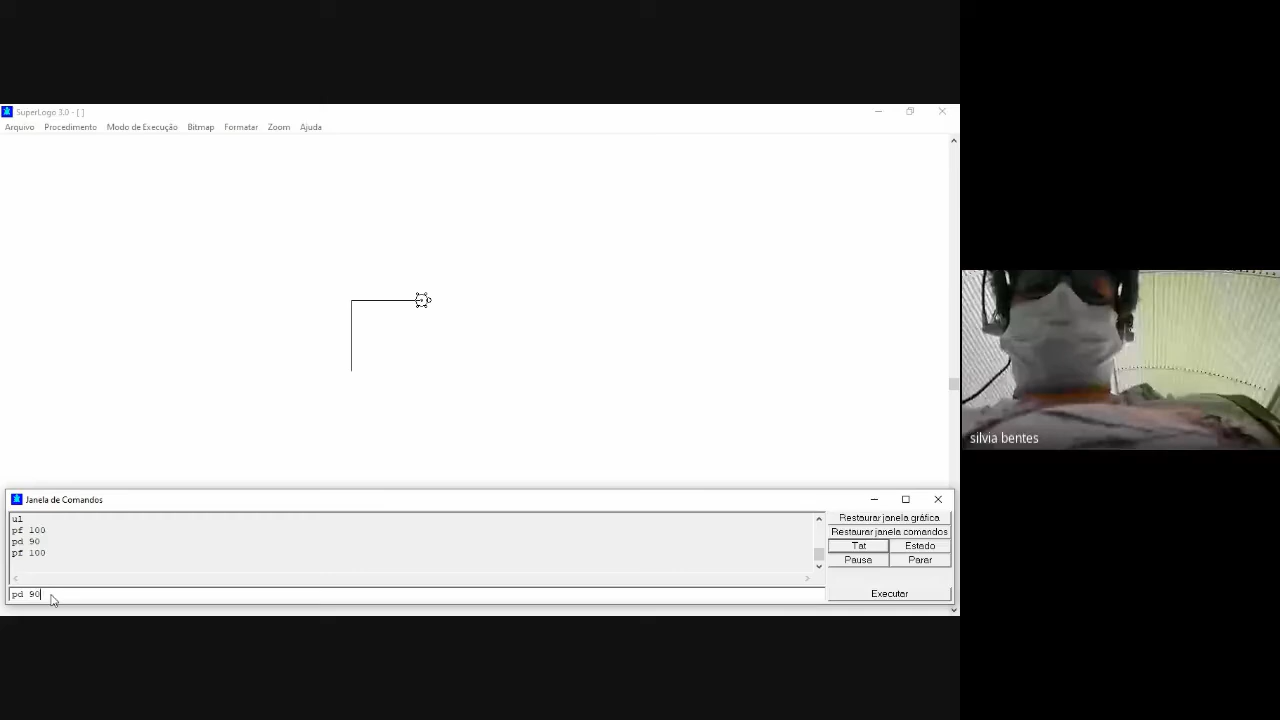 SuperLogo 3.0 - [ ]
Arquivo Procedimento Modo de Execução Bitmap Formatar Zoom Ajuda
silvia bentes
Janela de Comandos
ul
pf 100
pd 90
pf 100
pd 90
Restaurar janela gráfica
Restaurar janela comandos
Tat Estado
Pausa Parar
Executar